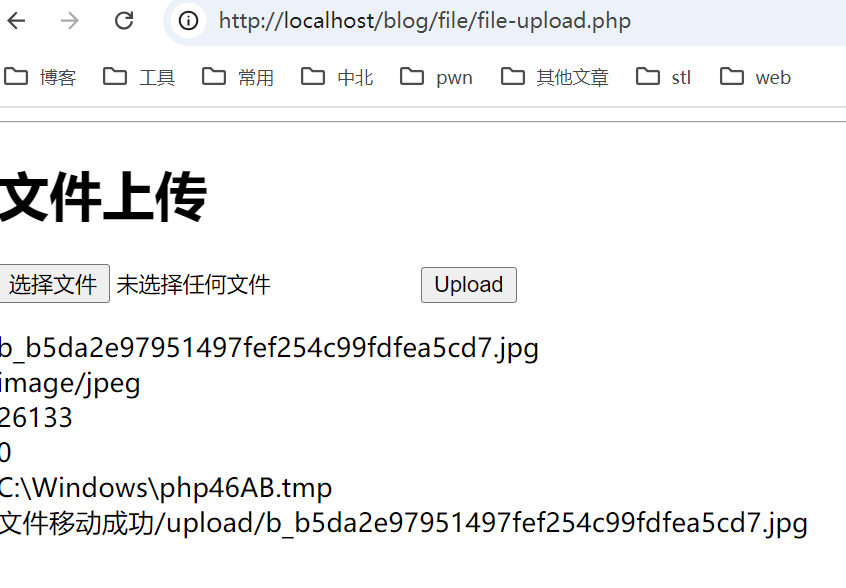 http://localhost/blog/file/file-upload.php
博客 工具 常用 中北 pwn 其他文章 stl web
文件上传
选择文件 未选择任何文件 Upload
b_b5da2e97951497fef254c99fdfea5cd7.jpg
image/jpeg
26133
0
C:\Windows\php46AB.tmp
文件移动成功/upload/b_b5da2e97951497fef254c99fdfea5cd7.jpg